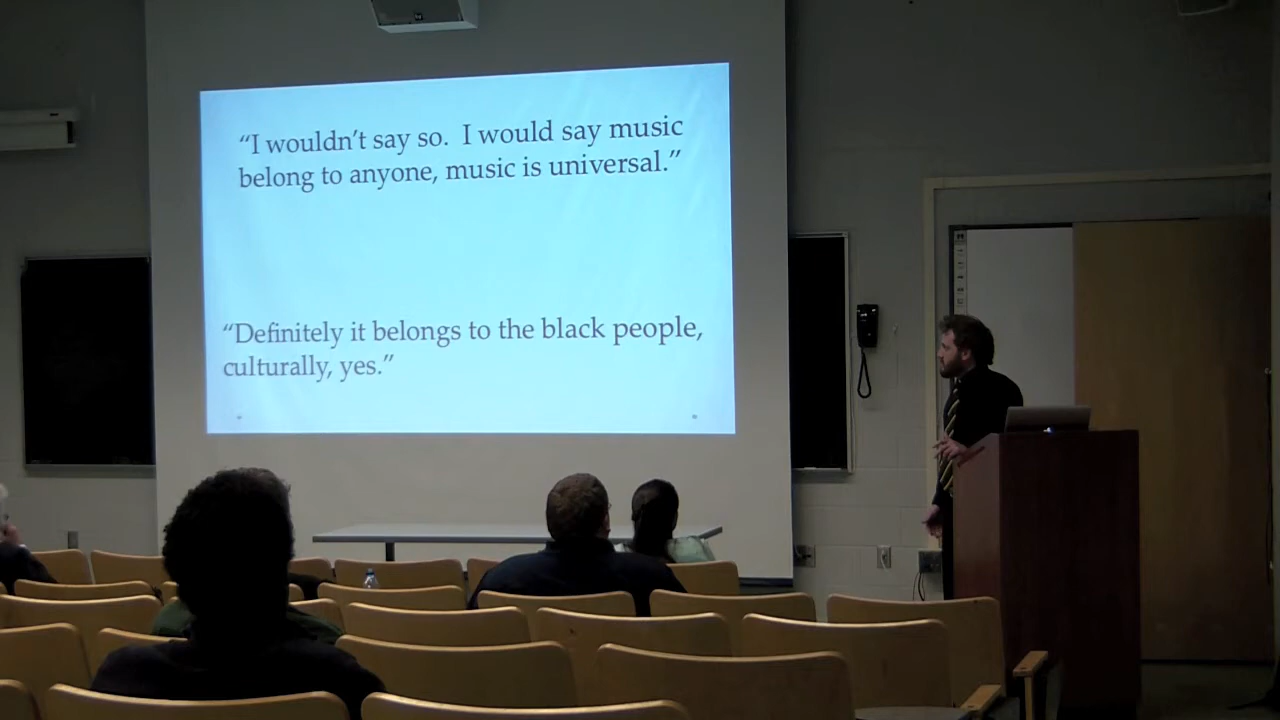 “I wouldn’t say so.  I would say music
belong to anyone, music is universal.”
“Definitely it belongs to the black people,
culturally, yes.”